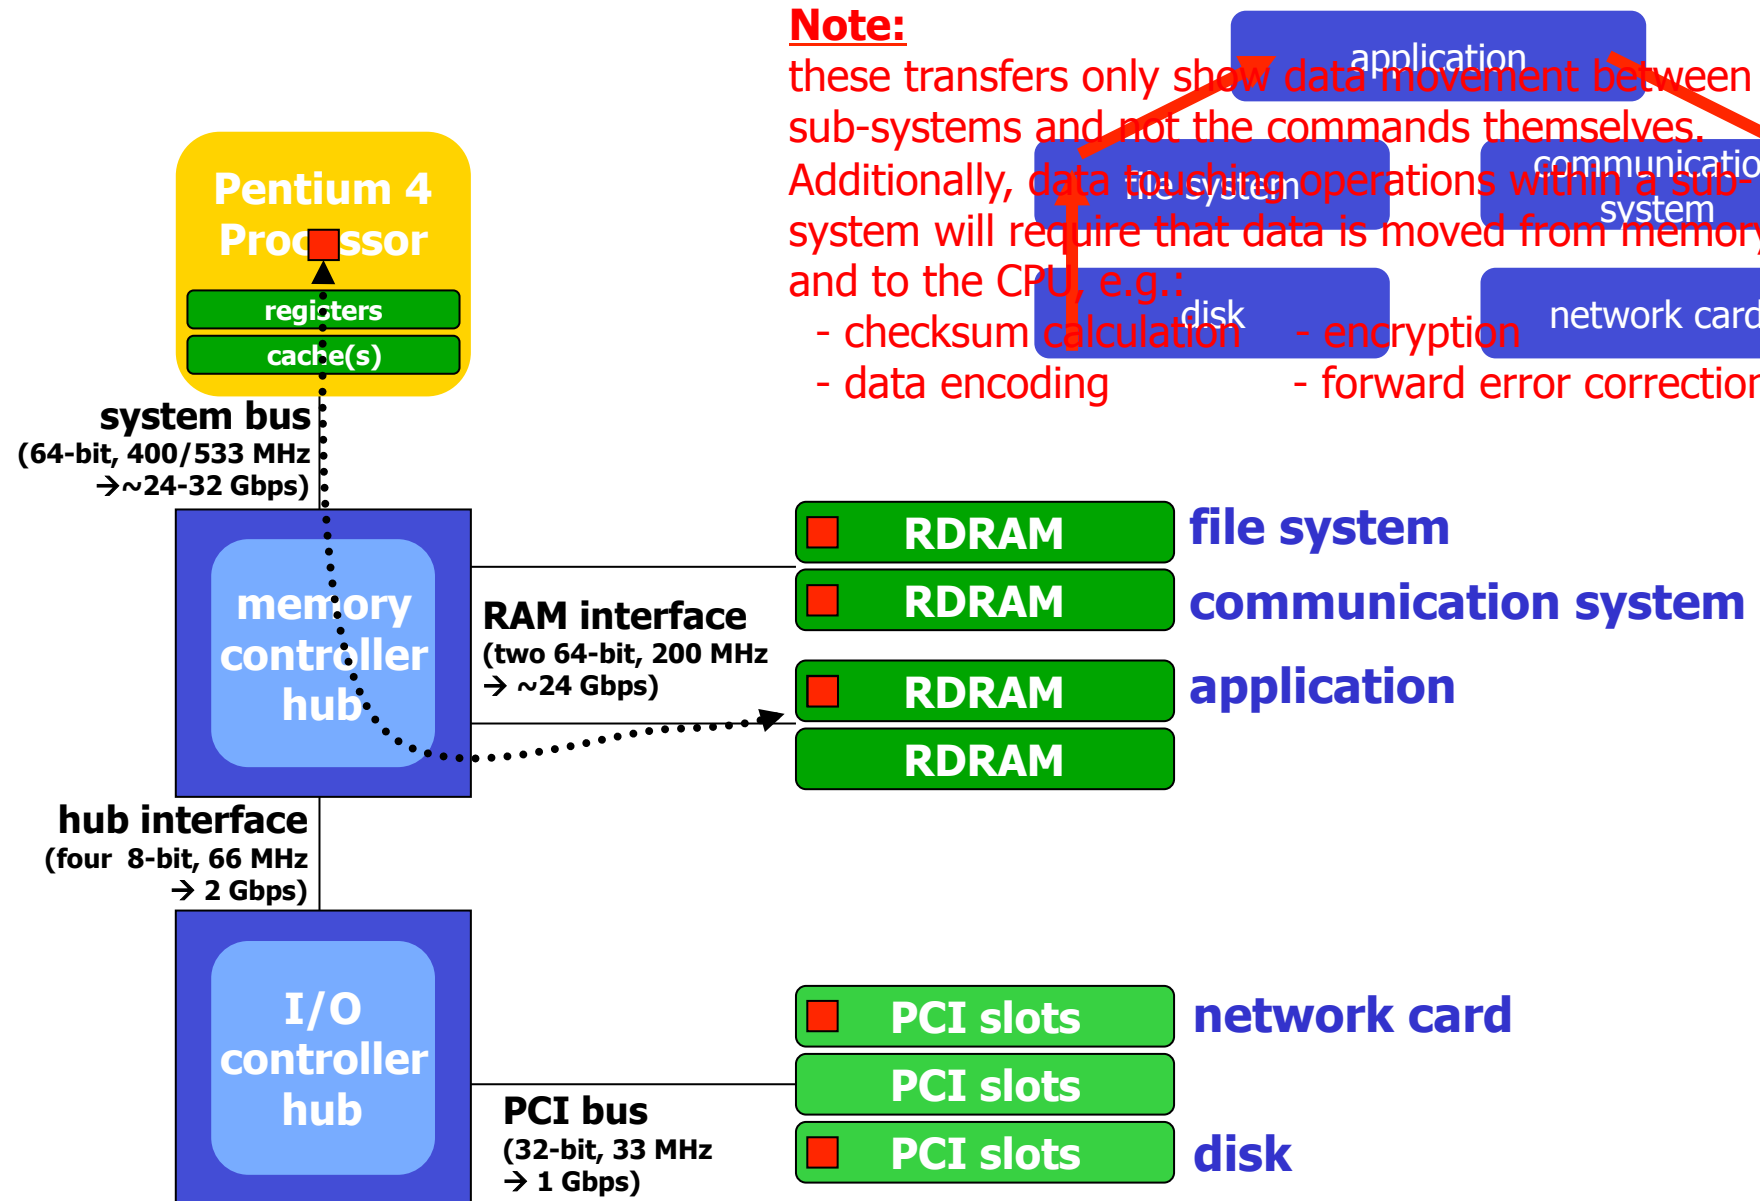 Note:
these transfers only show data movement between
sub-systems and not the commands themselves.
Additionally, data touching operations within a sub-
system will require that data is moved from memory
and to the CPU, e.g.:
- checksum calculation - encryption
- data encoding - forward error correction
application
file system
communicatio
system
disk
network card
Pentium 4
Processor
registers
cache(s)
system bus
(64-bit, 400/533 MHz
→~24-32 Gbps)
memory
controller
hub
RAM interface
(two 64-bit, 200 MHz
→ ~24 Gbps)
RDRAM
file system
RDRAM
communication system
RDRAM
application
RDRAM
hub interface
(four 8-bit, 66 MHz
→ 2 Gbps)
I/O
controller
hub
PCI bus
(32-bit, 33 MHz
→ 1 Gbps)
PCI slots
network card
PCI slots
PCI slots
disk